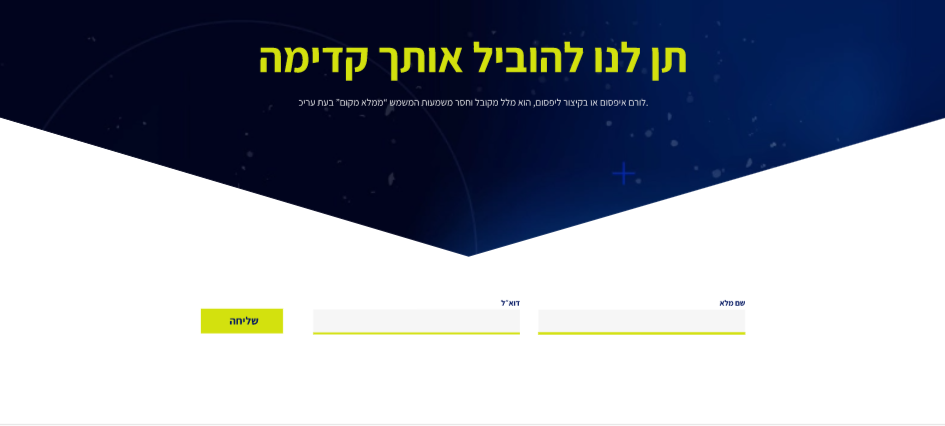 תן לנו להוביל אותך קדימה
לורם איפסום או בקיצור ליפסום, הוא מלל מקובל וחסר משמעות המשמש "ממלא מקום" בעת עריכ.
שם מלא
דוא״ל
שליחה